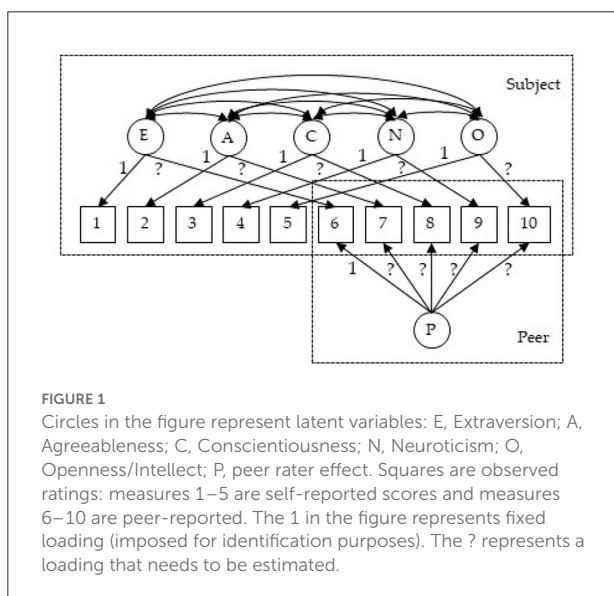 Subject
E A C N O
1 ? 1 ? 1 ? 1 ? 1 ?
1 2 3 4 5 6 7 8 9 10
1 ? ? ? ?
P
Peer
FIGURE 1
Circles in the figure represent latent variables: E, Extraversion; A,
Agreeableness; C, Conscientiousness; N, Neuroticism; O,
Openness/Intellect; P, peer rater effect. Squares are observed
ratings: measures 1–5 are self-reported scores and measures
6–10 are peer-reported. The 1 in the figure represents fixed
loading (imposed for identification purposes). The ? represents a
loading that needs to be estimated.